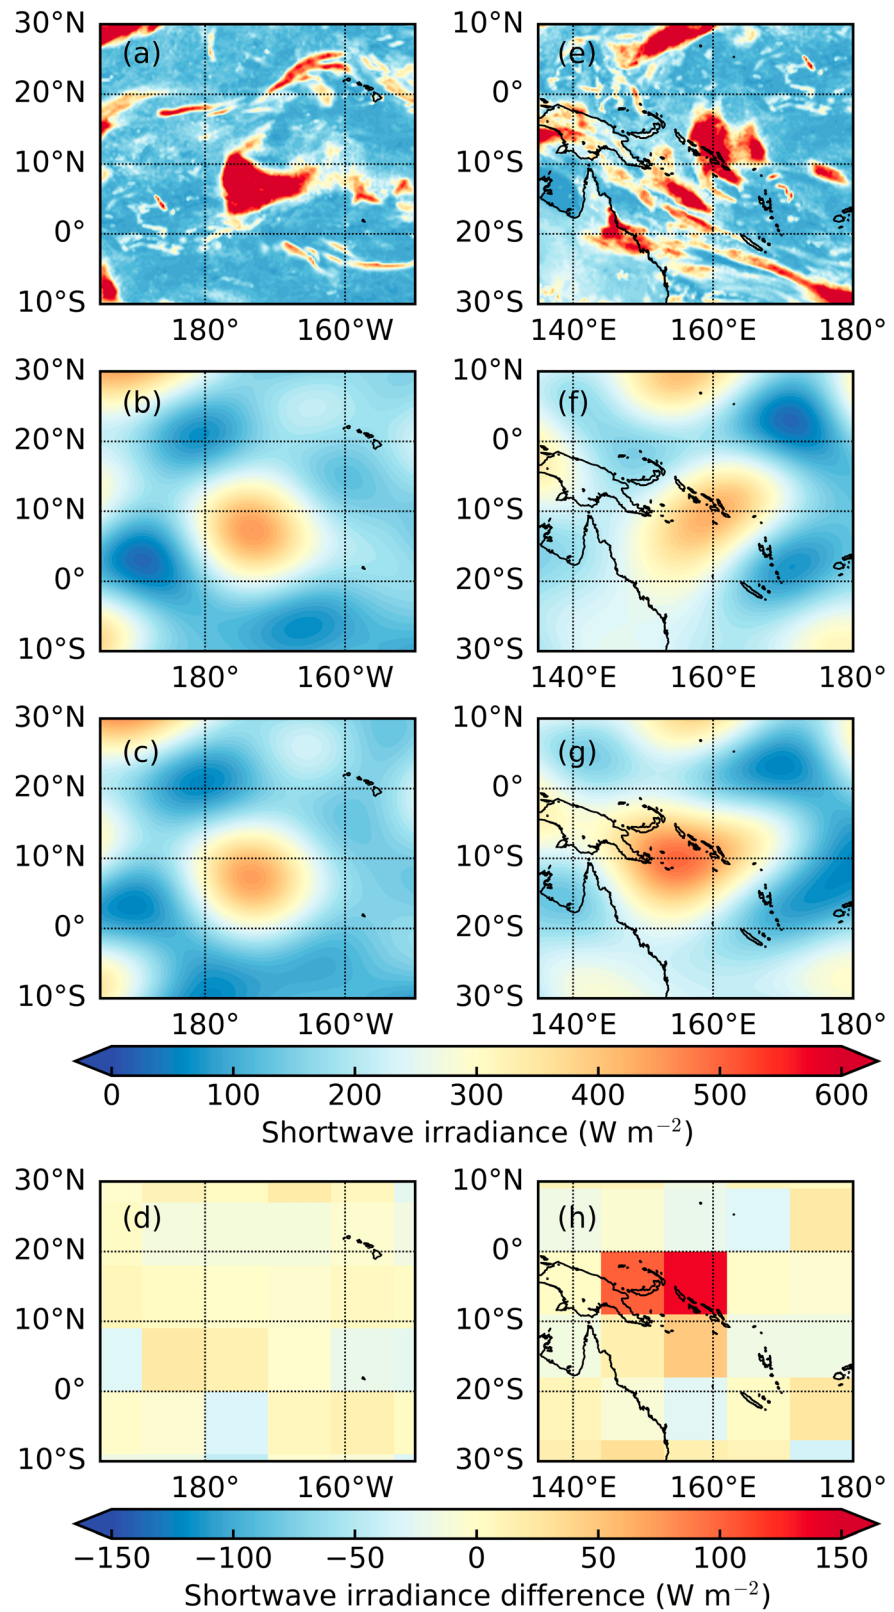 30°N
20°N
10°N
0°
10°S
(a)
180° 160°W
10°N
0°
10°S
20°S
30°S
(e)
140°E 160°E 180°
30°N
20°N
10°N
0°
10°S
(b)
180° 160°W
10°N
0°
10°S
20°S
30°S
(f)
140°E 160°E 180°
30°N
20°N
10°N
0°
10°S
(c)
180° 160°W
10°N
0°
10°S
20°S
30°S
(g)
140°E 160°E 180°
0 100 200 300 400 500 600
Shortwave irradiance (W m⁻²)
30°N
20°N
10°N
0°
10°S
(d)
180° 160°W
10°N
0°
10°S
20°S
30°S
(h)
140°E 160°E 180°
−150 −100 −50 0 50 100 150
Shortwave irradiance difference (W m⁻²)